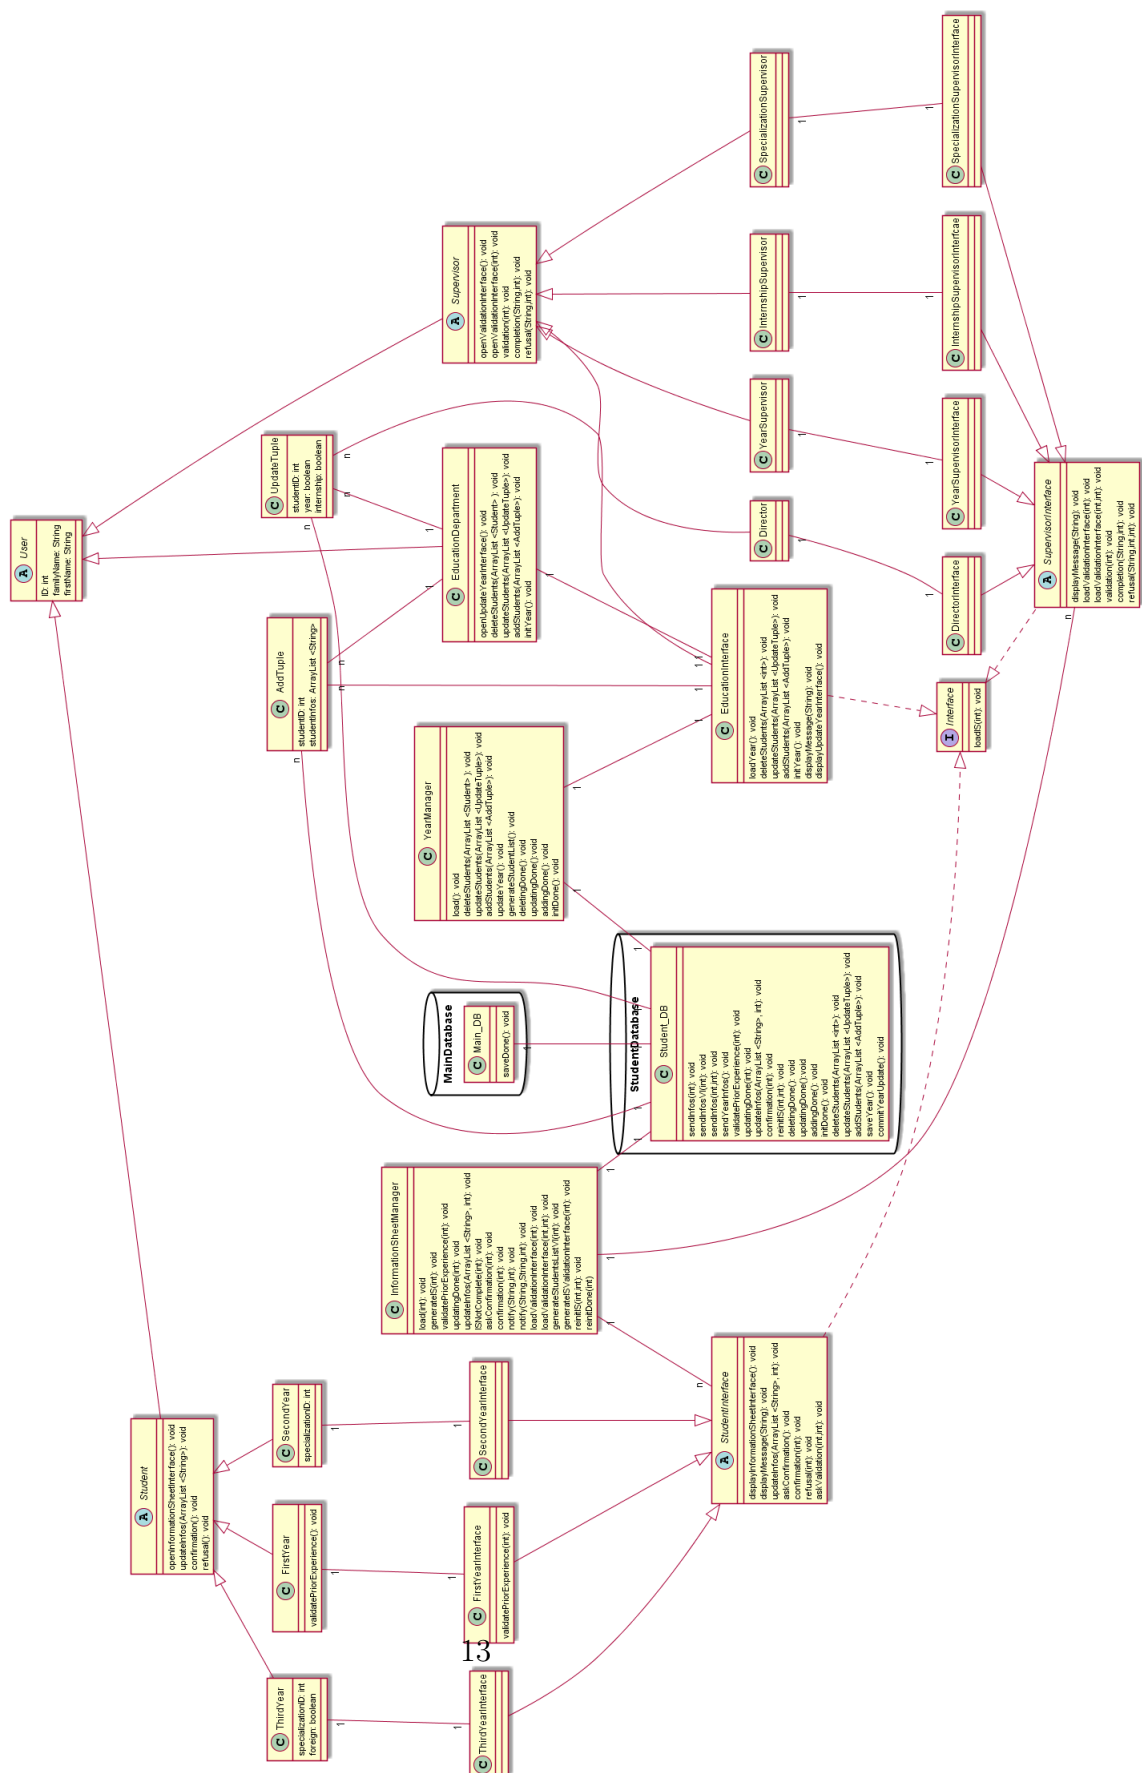 A User
ID: int
familyName: String
firstName: String
A Student
openInformationSheetInterface(): void
updateInfos(ArrayList <String>): void
confirmation(): void
refusal(): void
C ThirdYear
specializationID: int
foreign: boolean
C FirstYear
validatePriorExperience(): void
C SecondYear
specializationID: int
C AddTuple
studentID: int
studentInfos: ArrayList <String>
C UpdateTuple
studentID: int
year: boolean
internship: boolean
C ThirdYearInterface
C FirstYearInterface
validatePriorExperience(int): void
C SecondYearInterface
C InformationSheetManager
load(int): void
generateIS(int): void
validatePriorExperience(int): void
updatingDone(int): void
updateInfos(ArrayList <String>, int): void
ISNotComplete(int): void
askConfirmation(int): void
confirmation(int): void
notify(String,int): void
notify(String,String,int): void
loadValidationInterface(int): void
loadValidationInterface(int,int): void
generateStudentsListVI(int): void
generateISValidationInterface(int): void
reinitIS(int,int): void
reinitDone(int)
MainDatabase
C Main_DB
saveDone(): void
C YearManager
load(): void
deleteStudents(ArrayList <Student> ): void
updateStudents(ArrayList <UpdateTuple>): void
addStudents(ArrayList <AddTuple>): void
updateYear(): void
generateStudentList(): void
deletingDone(): void
updatingDone():void
addingDone(): void
initDone(): void
C EducationDepartment
openUpdateYearInterface(): void
deleteStudents(ArrayList <Student> ): void
updateStudents(ArrayList <UpdateTuple>): void
addStudents(ArrayList <AddTuple>): void
initYear(): void
A Supervisor
openValidationInterface(): void
openValidationInterface(int): void
validation(int): void
completion(String,int): void
refusal(String,int): void
StudentDatabase
C Student_DB
sendInfos(int): void
sendInfosVI(int): void
sendInfos(int,int): void
sendYearInfos(): void
validatePriorExperience(int): void
updatingDone(int): void
updateInfos(ArrayList <String>, int): void
confirmation(int): void
reinitIS(int,int): void
deletingDone(): void
updatingDone():void
addingDone(): void
initDone(): void
deleteStudents(ArrayList <int>): void
updateStudents(ArrayList <UpdateTuple>): void
addStudents(ArrayList <AddTuple>): void
saveYear(): void
commitYearUpdate(): void
A StudentInterface
displayInformationSheetInterface(): void
displayMessage(String): void
updateInfos(ArrayList <String>, int): void
askConfirmation(): void
confirmation(int): void
refusal(int): void
askValidation(int,int): void
C EducationInterface
loadYear(): void
deleteStudents(ArrayList <int>): void
updateStudents(ArrayList <UpdateTuple>): void
addStudents(ArrayList <AddTuple>): void
initYear(): void
displayMessage(String): void
displayUpdateYearInterface(): void
C Director
C YearSupervisor
C InternshipSupervisor
C SpecializationSupervisor
I Interface
loadIS(int): void
C DirectorInterface
C YearSupervisorInterface
C InternshipSupervisorInterfcae
C SpecializationSupervisorInterface
A SupervisorInterface
displayMessage(String): void
loadValidationInterface(int): void
loadValidationInterface(int,int): void
validation(int): void
completion(String,int): void
refusal(String,int,int): void
13